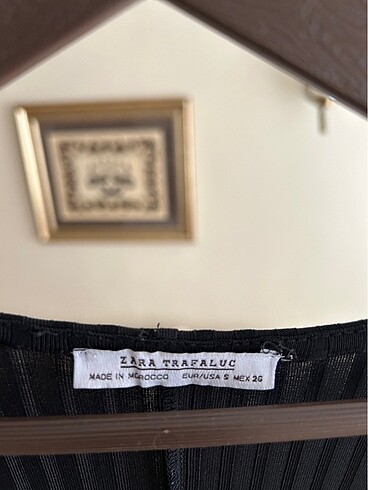 ZARA TRAFALUC
MADE IN MOROCCO EUR/USA S MEX 26